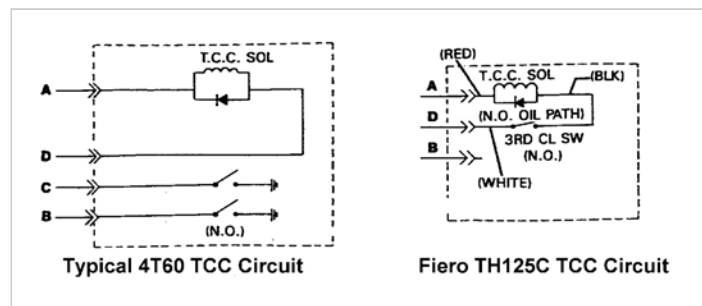 T.C.C. SOL
A
D
C
B
(N.O.)
Typical 4T60 TCC Circuit
(RED)
A
T.C.C. SOL
(BLK)
D
(N.O. OIL PATH)
3RD CL SW
B
(N.O.)
(WHITE)
Fiero TH125C TCC Circuit